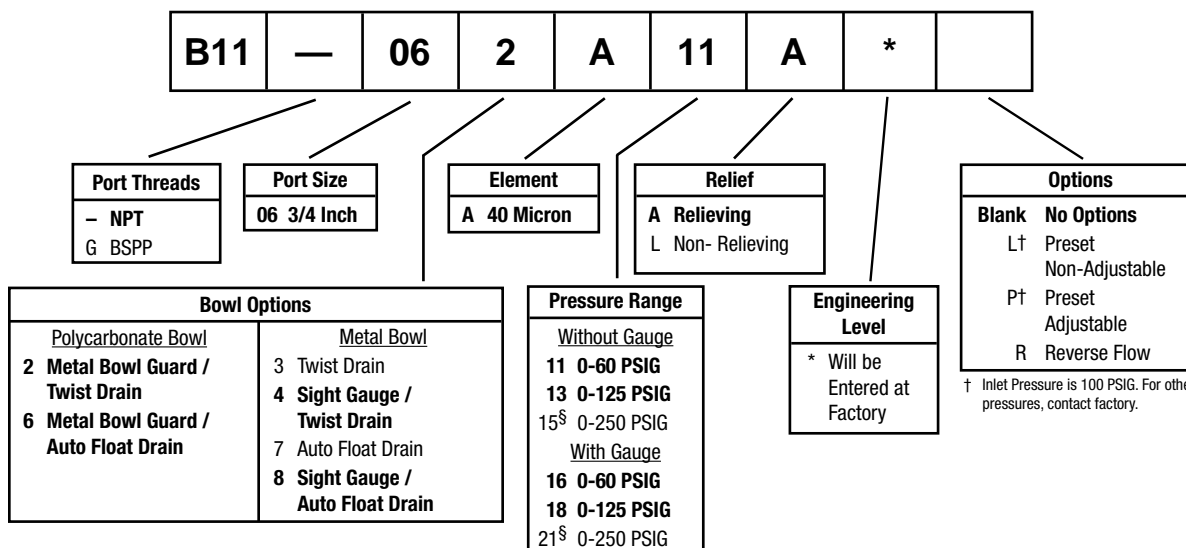 B11 — 06 2 A 11 A *
Port Threads
– NPT
G BSPP
Port Size
06 3/4 Inch
Element
A 40 Micron
Relief
A Relieving
L Non- Relieving
Options
Blank No Options
L† Preset
Non-Adjustable
P† Preset
Adjustable
R Reverse Flow
† Inlet Pressure is 100 PSIG. For othe
pressures, contact factory.
Bowl Options
Polycarbonate Bowl
2 Metal Bowl Guard /
Twist Drain
6 Metal Bowl Guard /
Auto Float Drain
Metal Bowl
3 Twist Drain
4 Sight Gauge /
Twist Drain
7 Auto Float Drain
8 Sight Gauge /
Auto Float Drain
Pressure Range
Without Gauge
11 0-60 PSIG
13 0-125 PSIG
15§ 0-250 PSIG
With Gauge
16 0-60 PSIG
18 0-125 PSIG
21§ 0-250 PSIG
Engineering
Level
* Will be
Entered at
Factory